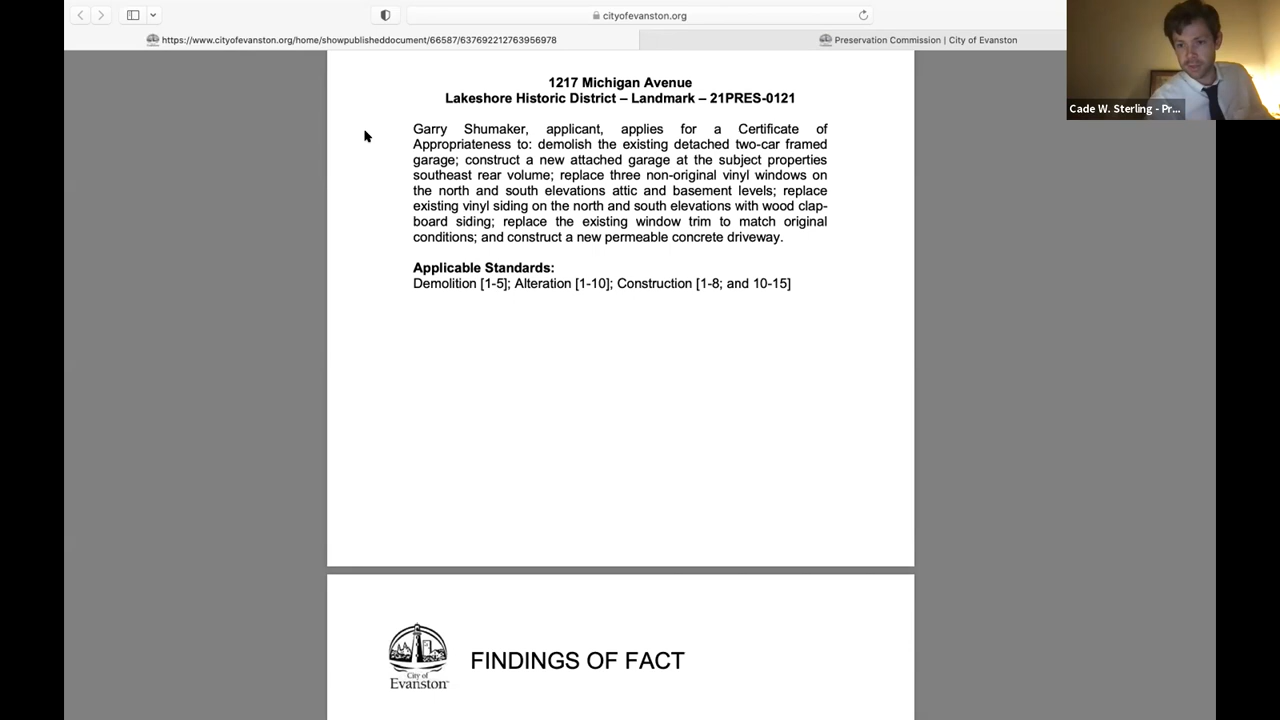 cityofevanston.org
https://www.cityofevanston.org/home/showpublisheddocument/66587/637692212763956978
Preservation Commission | City of Evanston
Cade W. Sterling - Pr...
1217 Michigan Avenue
Lakeshore Historic District – Landmark – 21PRES-0121
Garry Shumaker, applicant, applies for a Certificate of
Appropriateness to: demolish the existing detached two-car framed
garage; construct a new attached garage at the subject properties
southeast rear volume; replace three non-original vinyl windows on
the north and south elevations attic and basement levels; replace
existing vinyl siding on the north and south elevations with wood clap-
board siding; replace the existing window trim to match original
conditions; and construct a new permeable concrete driveway.
Applicable Standards:
Demolition [1-5]; Alteration [1-10]; Construction [1-8; and 10-15]
City of
Evanston
FINDINGS OF FACT